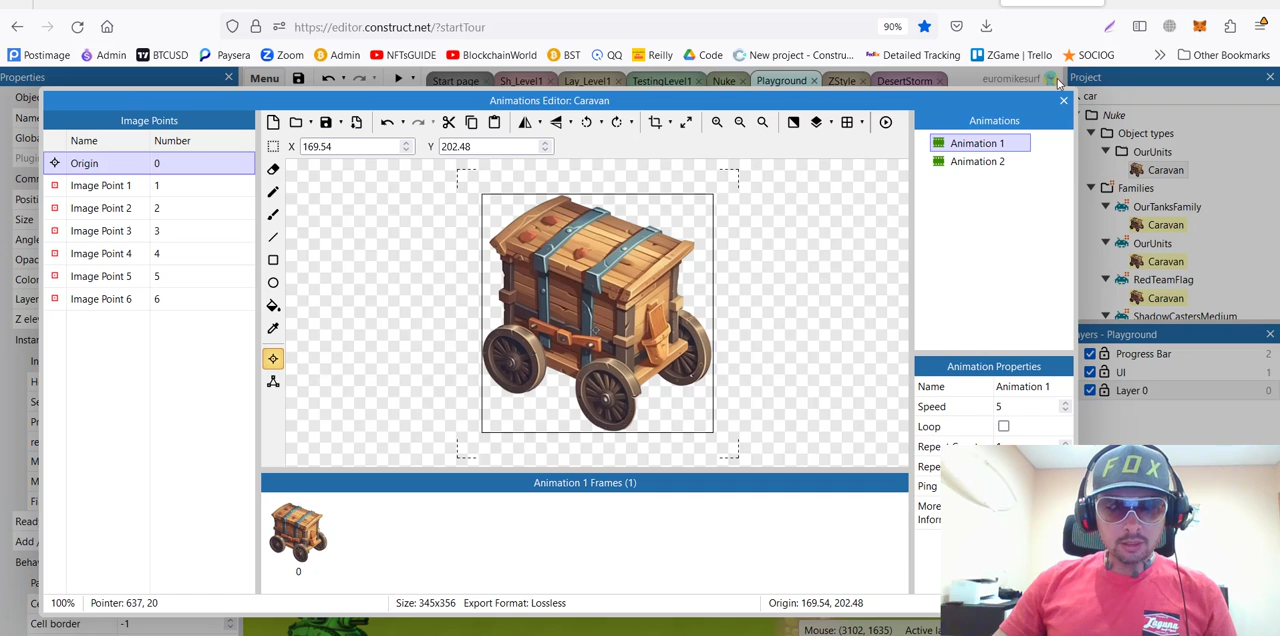 https://editor.construct.net/?startTour
90%
Postimage
Admin
17 BTCUSD
Paysera
Zoom
Admin
NFTsGUIDE
BlockchainWorld
BST
QQ
Reilly
Code
New project - Constru...
Detailed Tracking
ZGame | Trello
SOCIOG
Other Bookmarks
Properties
Menu
Start page
Sh_Level1
Lay_Level1
TestingLevel1
Nuke
Playground
ZStyle
DesertStorm
euromikesurf
Project
Animations Editor: Caravan
car
Image Points
Name Number
Origin 0
Image Point 1 1
Image Point 2 2
Image Point 3 3
Image Point 4 4
Image Point 5 5
Image Point 6 6
X 169.54
Y 202.48
Animations
Animation 1
Animation 2
Animation Properties
Name Animation 1
Speed 5
Loop
Ping
More
Animation 1 Frames (1)
0
100%
Pointer: 637, 20
Size: 345x356 Export Format: Lossless
Origin: 169.54, 202.48
Nuke
Object types
OurUnits
Caravan
Families
OurTanksFamily
Caravan
OurUnits
Caravan
RedTeamFlag
Caravan
ShadowCastersMedium
Progress Bar 2
UI 1
Layer 0 0
Size
Cell border -1
Mouse: (3102, 1635)
FOX